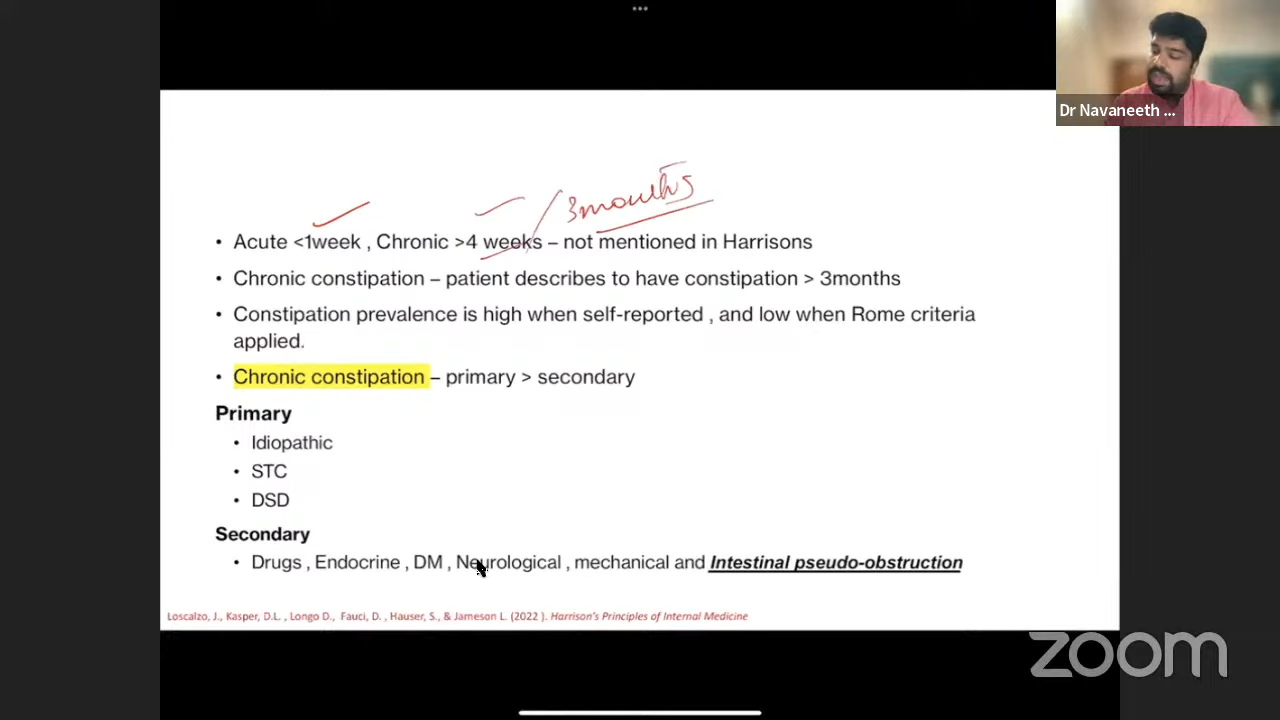 Dr Navaneeth ...
/3months
• Acute <1week , Chronic >4 weeks – not mentioned in Harrisons
• Chronic constipation – patient describes to have constipation > 3months
• Constipation prevalence is high when self-reported , and low when Rome criteria
applied.
• Chronic constipation – primary > secondary
Primary
• Idiopathic
• STC
• DSD
Secondary
• Drugs , Endocrine , DM , Neurological , mechanical and Intestinal pseudo-obstruction
Loscalzo, J., Kasper, D.L. , Longo D., Fauci, D. , Hauser, S., & Jameson L. (2022 ). Harrison's Principles of Internal Medicine
zoom